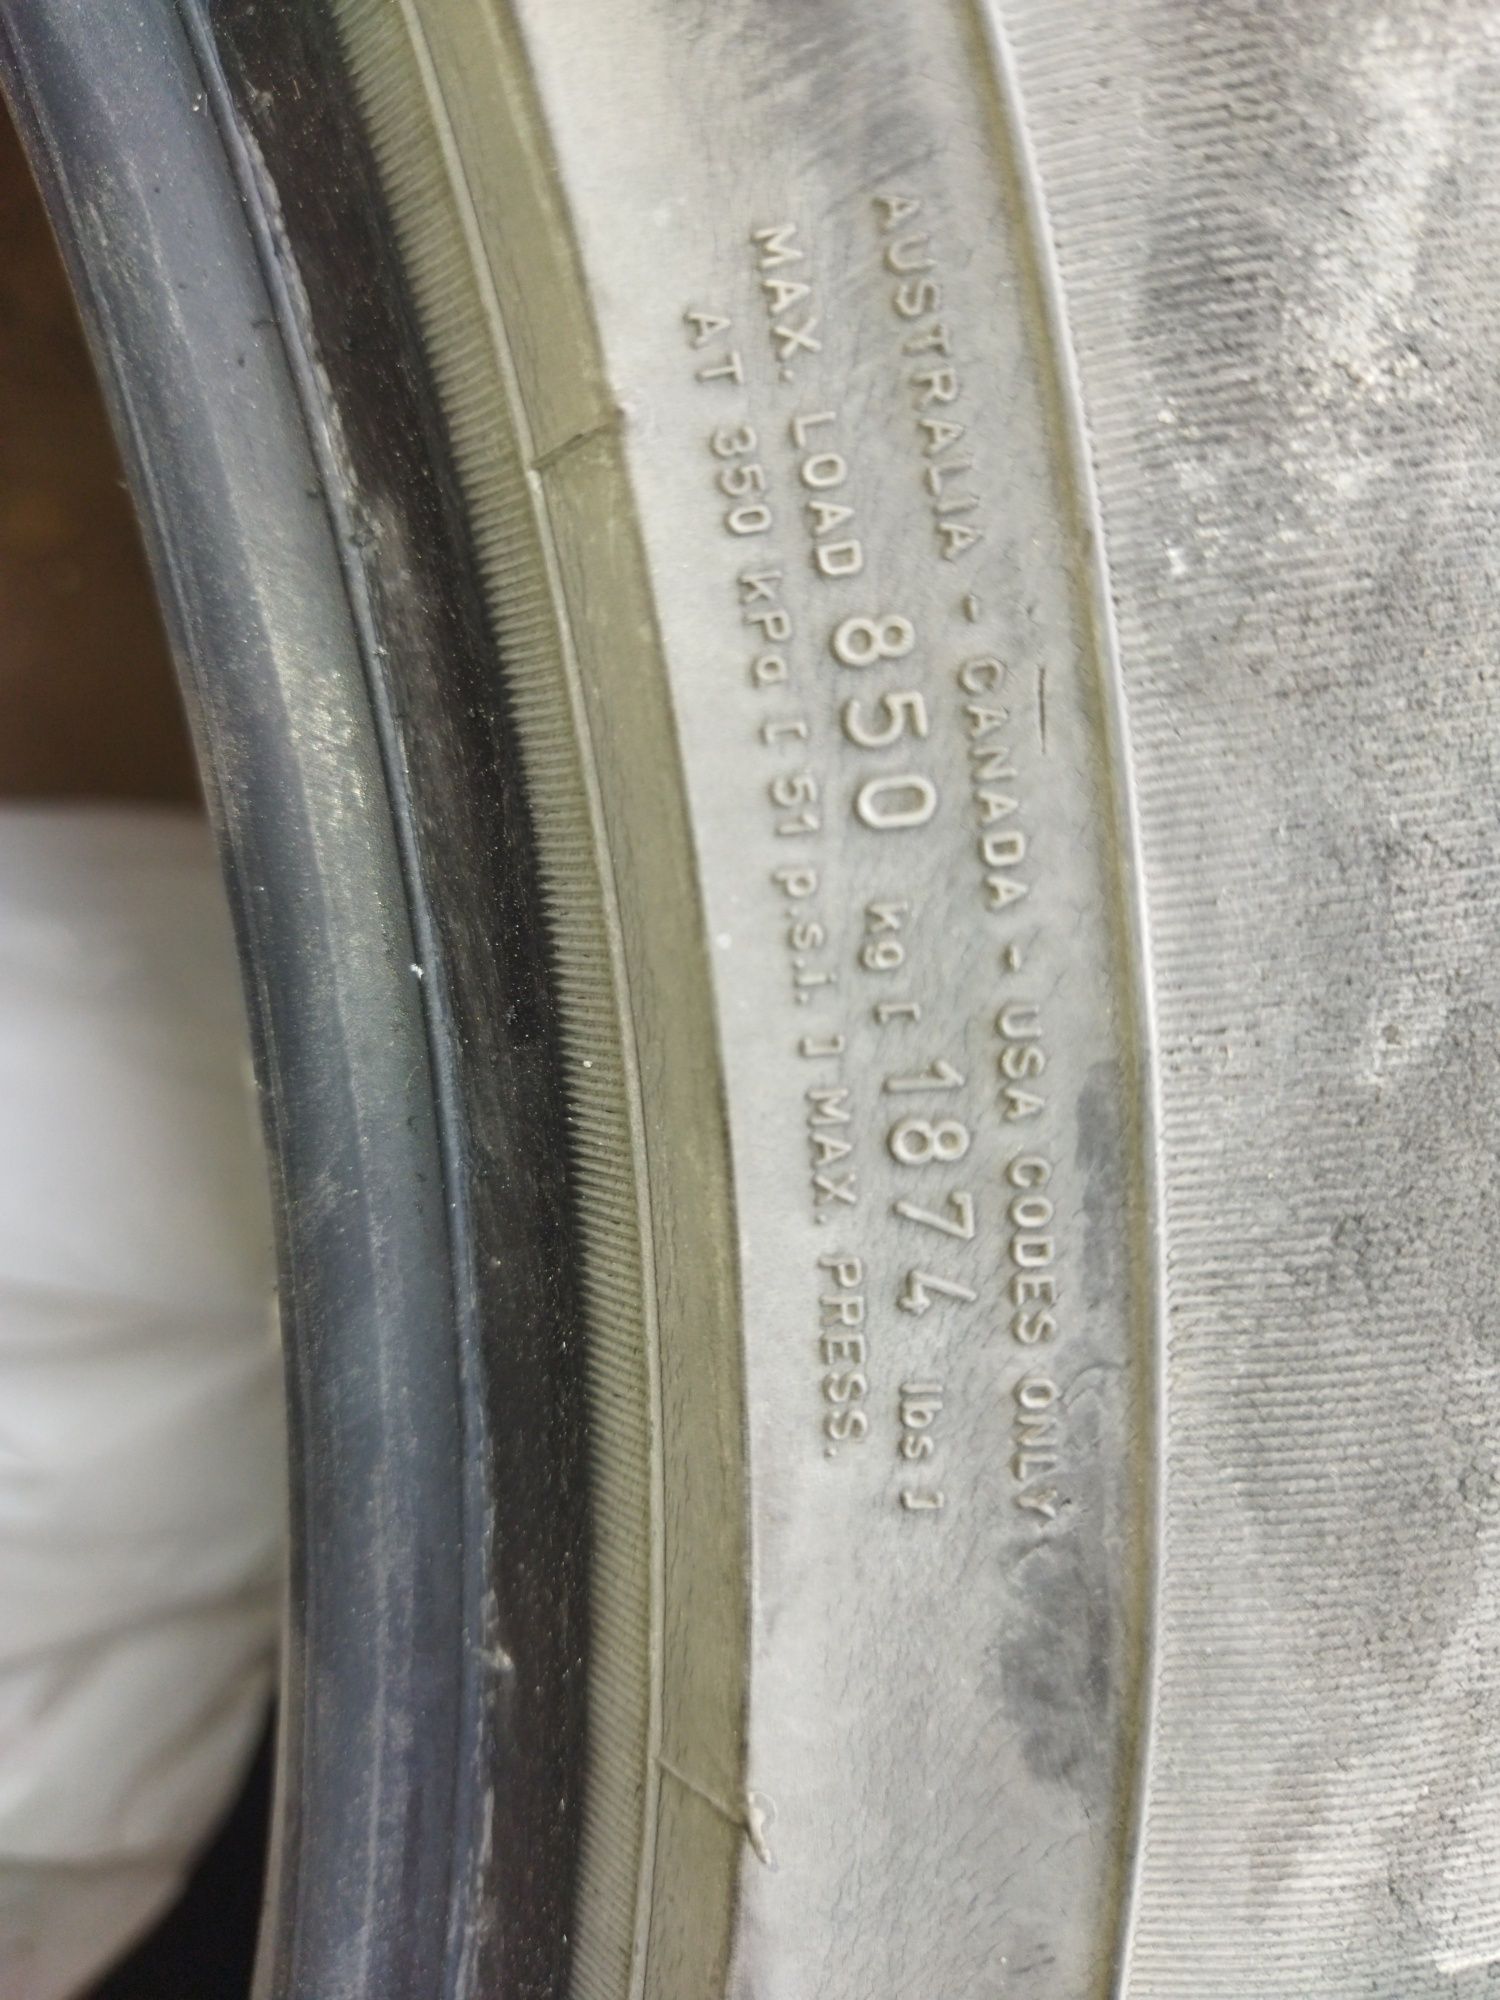 AUSTRALIA - CANADA - USA CODES ONLY
MAX. LOAD 850 kg [ 1874 lbs ]
AT 350 kPa [ 51 p.s.i. ] MAX. PRESS.